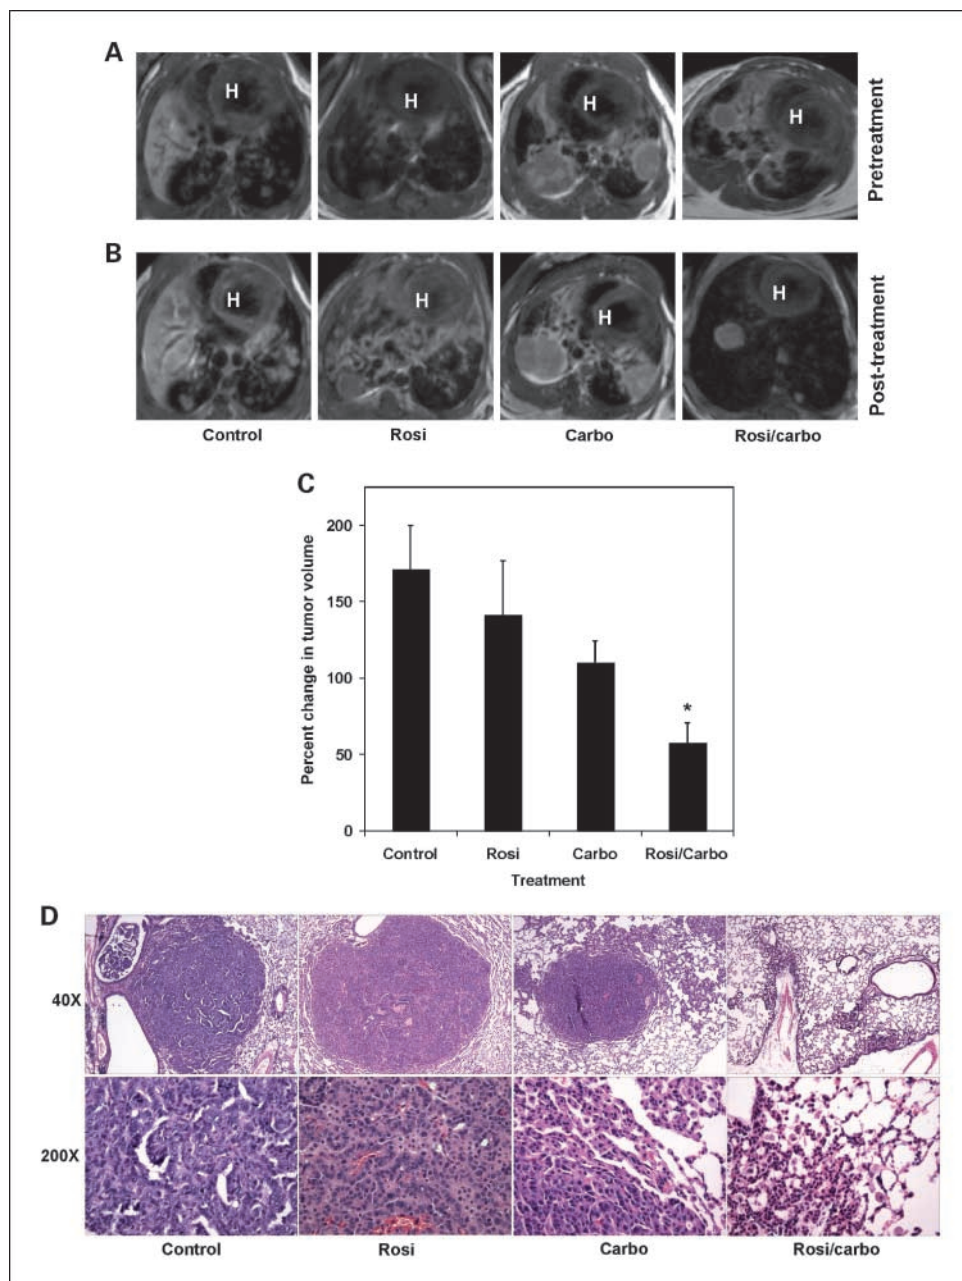 A
H H H H
Pretreatment
B
H H H H
Post-treatment
Control Rosi Carbo Rosi/carbo
C
Percent change in tumor volume
200
150
100
50
0
*
Control Rosi Carbo Rosi/Carbo
Treatment
D
40X
200X
Control Rosi Carbo Rosi/carbo